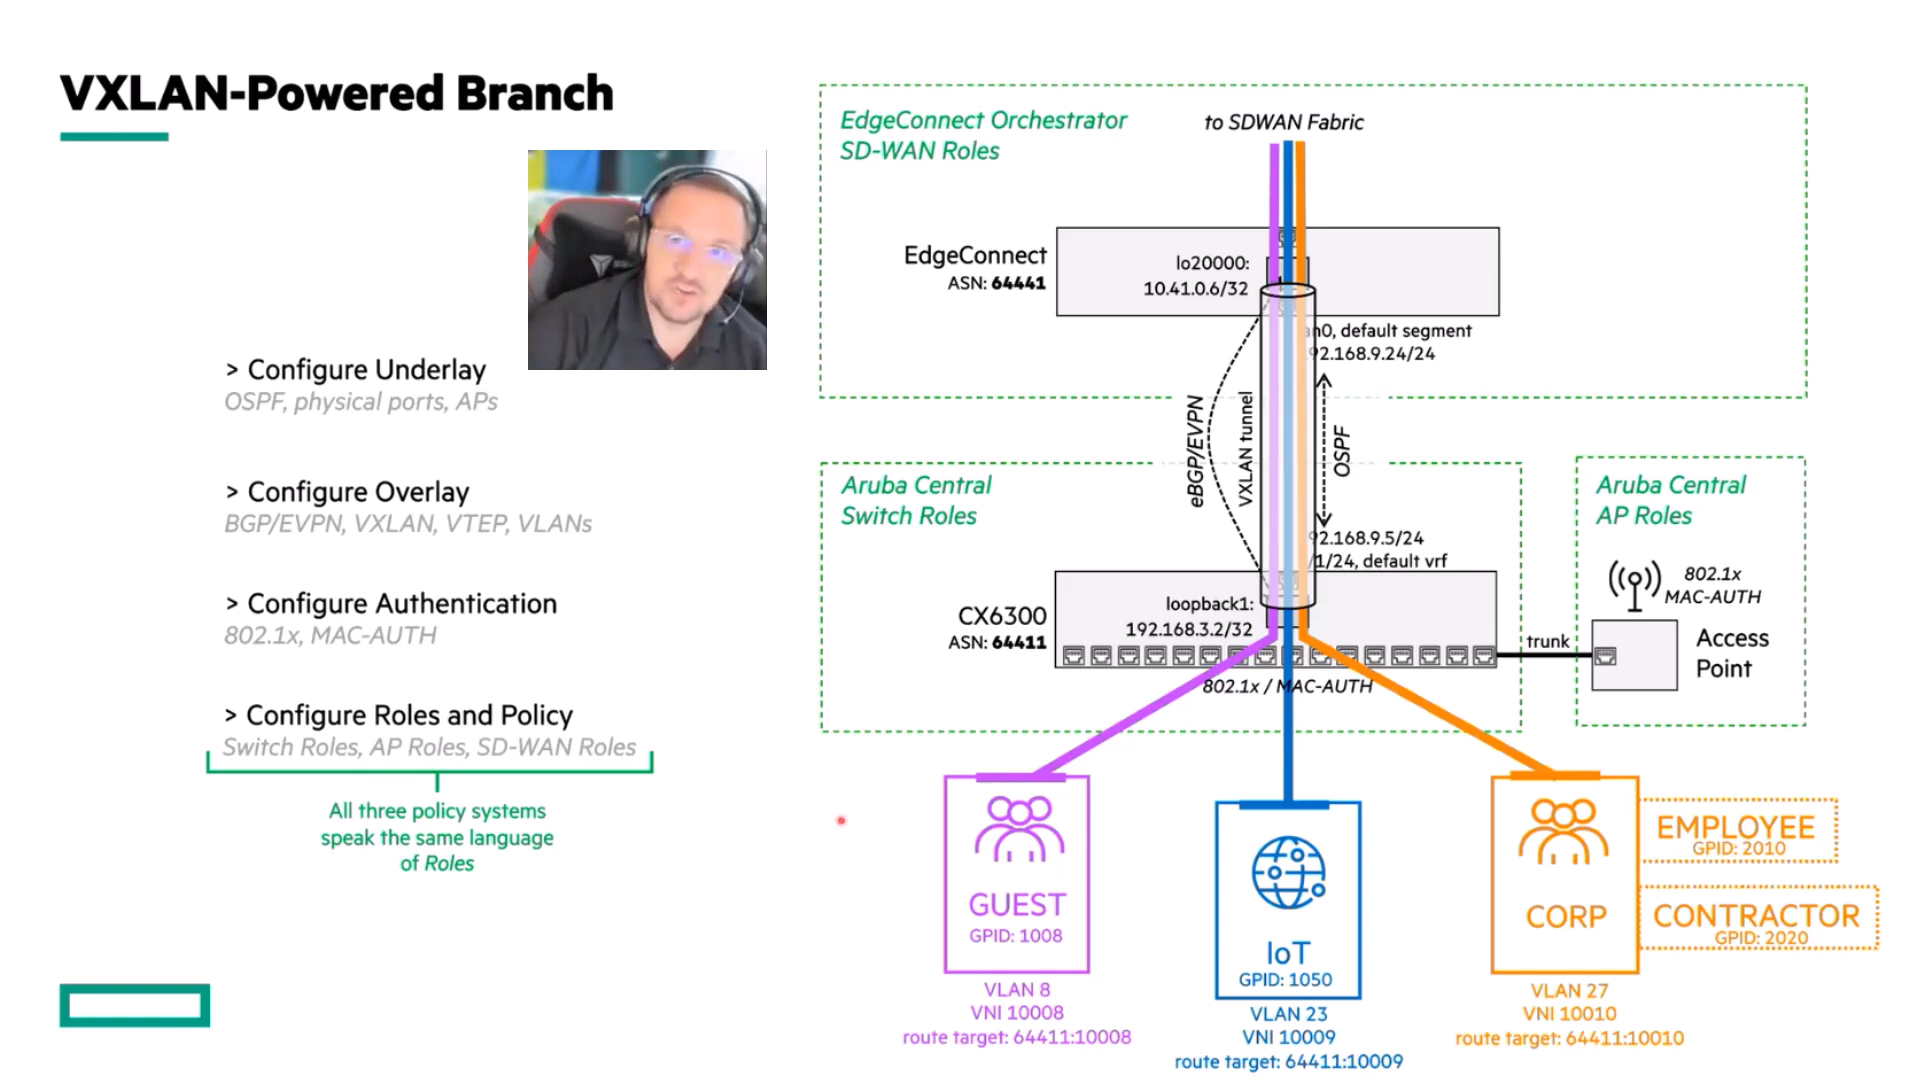 VXLAN-Powered Branch
> Configure Underlay
OSPF, physical ports, APs
> Configure Overlay
BGP/EVPN, VXLAN, VTEP, VLANs
> Configure Authentication
802.1x, MAC-AUTH
> Configure Roles and Policy
Switch Roles, AP Roles, SD-WAN Roles
All three policy systems
speak the same language
of Roles
EdgeConnect Orchestrator
SD-WAN Roles
to SDWAN Fabric
EdgeConnect
ASN: 64441
lo20000:
10.41.0.6/32
an0, default segment
92.168.9.24/24
eBGP/EVPN
VXLAN tunnel
OSPF
Aruba Central
Switch Roles
92.168.9.5/24
/1/24, default vrf
CX6300
ASN: 64411
loopback1:
192.168.3.2/32
802.1x / MAC-AUTH
trunk
Aruba Central
AP Roles
802.1x
MAC-AUTH
Access
Point
GUEST
GPID: 1008
VLAN 8
VNI 10008
route target: 64411:10008
IoT
GPID: 1050
VLAN 23
VNI 10009
route target: 64411:10009
CORP
EMPLOYEE
GPID: 2010
CONTRACTOR
GPID: 2020
VLAN 27
VNI 10010
route target: 64411:10010